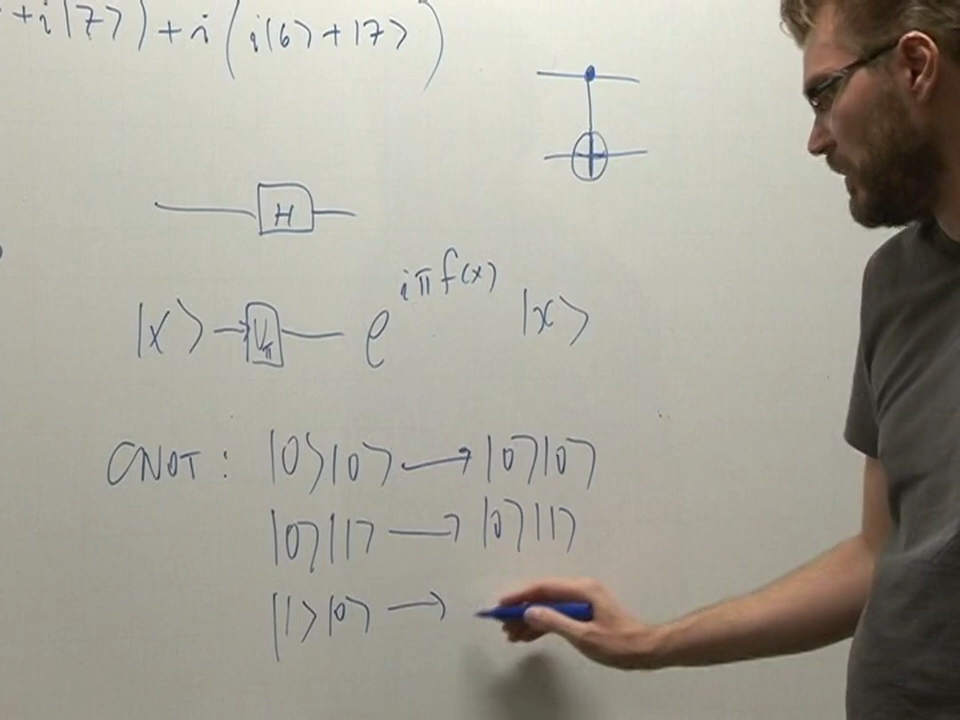 +i|7⟩)+i(i|6⟩+|7⟩)
H
|x⟩ U_π e^{iπf(x)} |x⟩
CNOT: |0⟩|0⟩ → |0⟩|0⟩
|0⟩|1⟩ → |0⟩|1⟩
|1⟩|0⟩ →